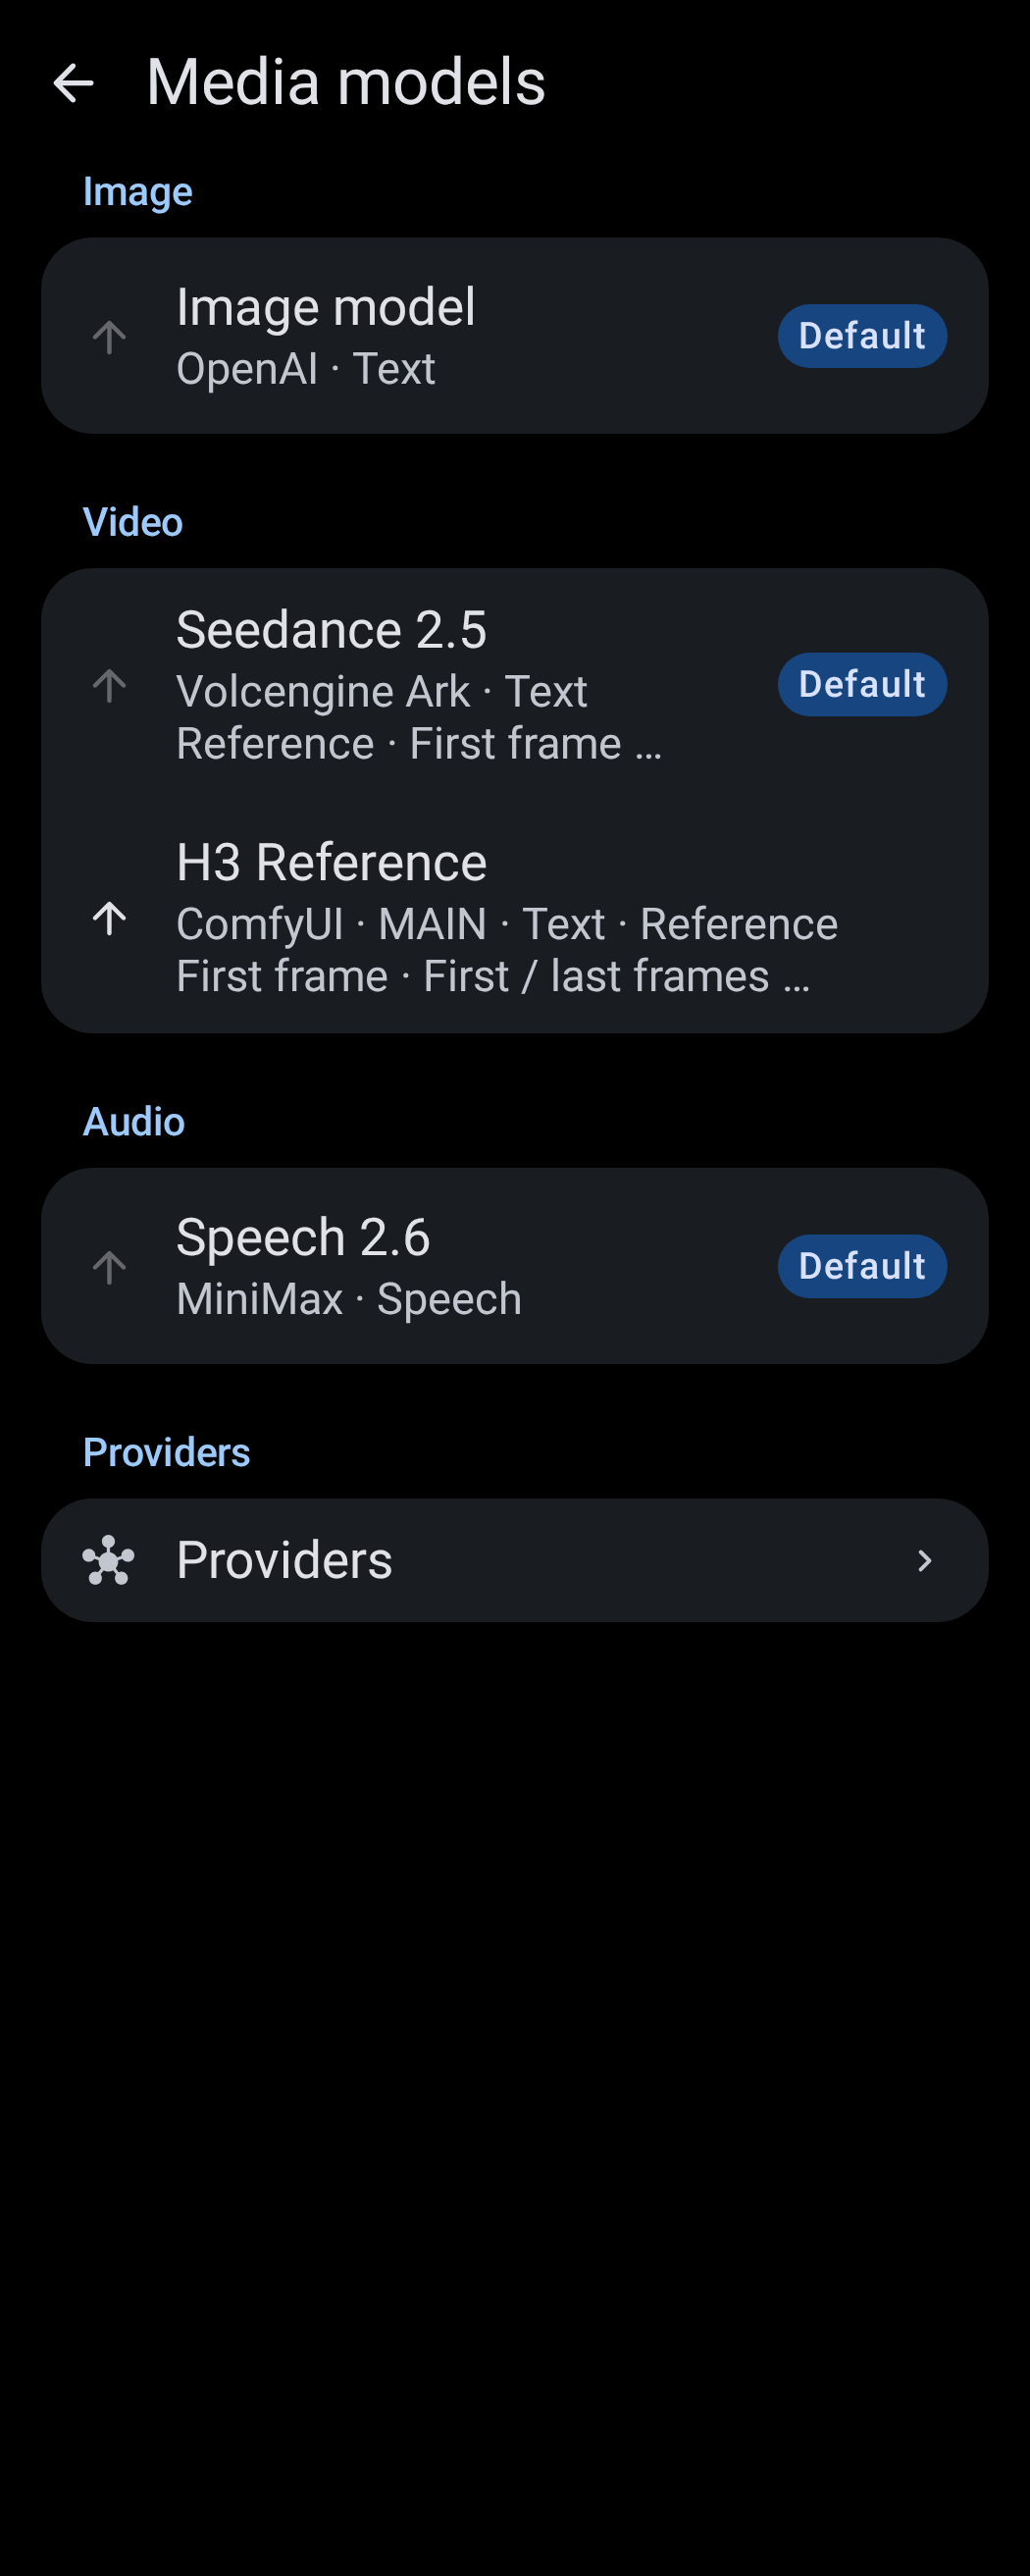 Media models
Image
Image model
OpenAI · Text
Default
Video
Seedance 2.5
Volcengine Ark · Text
Reference · First frame ...
Default
H3 Reference
ComfyUI · MAIN · Text · Reference
First frame · First / last frames ...
Audio
Speech 2.6
MiniMax · Speech
Default
Providers
Providers